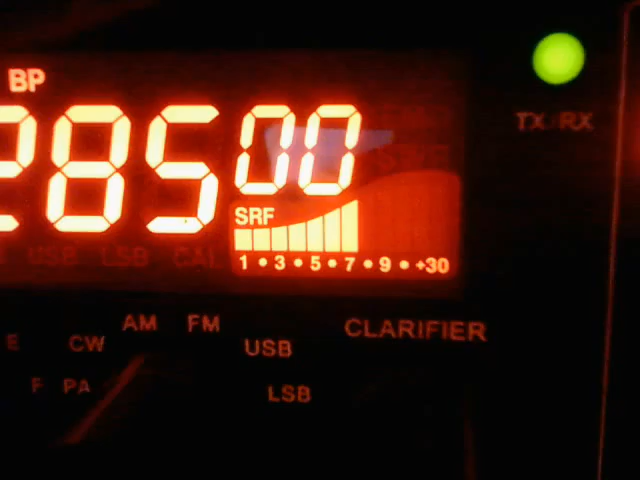 BP
TX/RX
28500
SRF
USB LSB CAL
1 • 3 • 5 • 7 • 9 • +30
AM FM CLARIFIER
E CW USB
F PA LSB